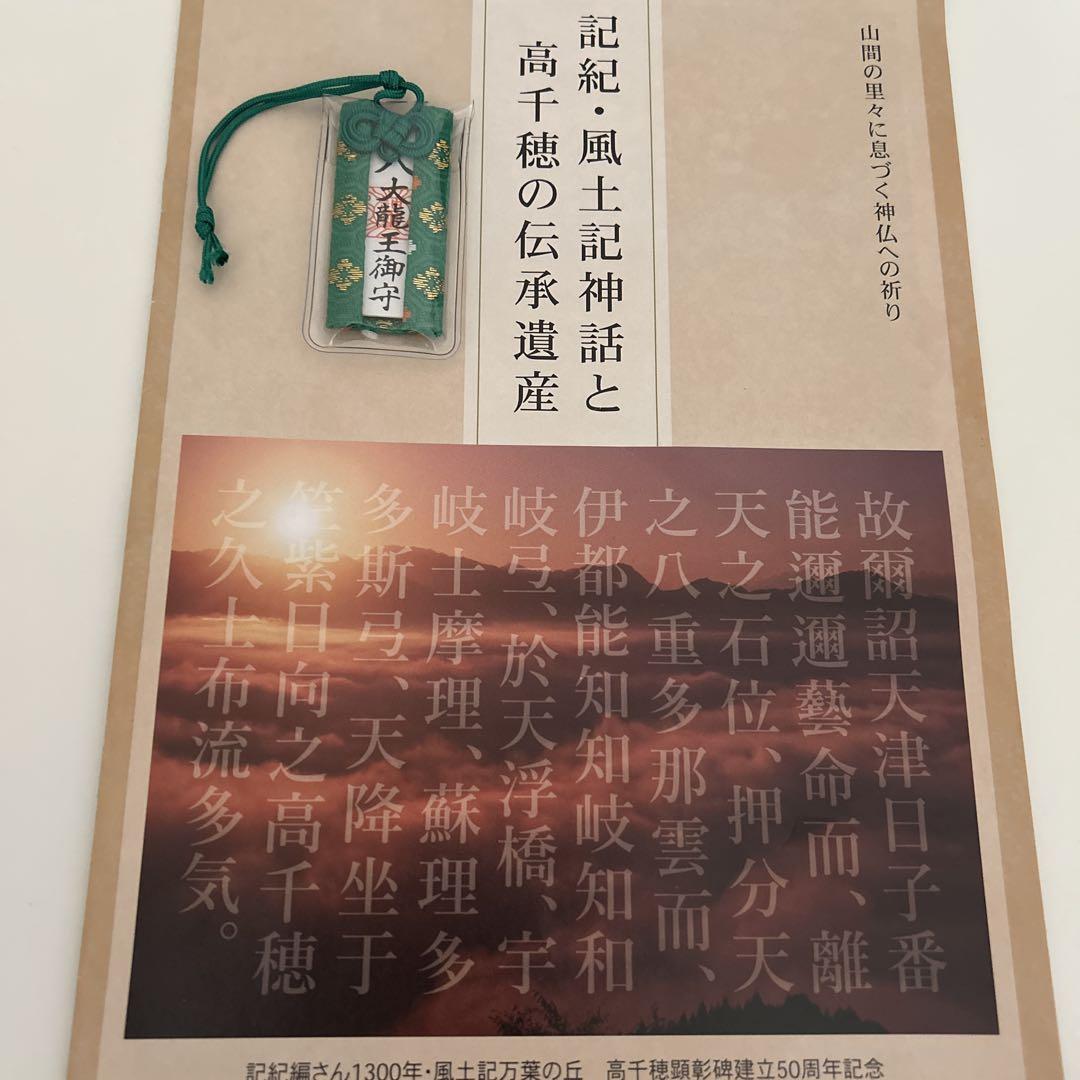 山間の里々に息づく神仏への祈り
記紀・風土記神話と
高千穂の伝承遺産
八大龍王御守
故爾詔天津日子番
能邇邇藝命而、離
天之石位、押分天
之八重多那雲而、
伊都能知知岐知和
岐弖、於天浮橋、宇
岐士摩理、蘇理多
多斯弖、天降坐于
竺紫日向之高千穂
之久士布流多気。
記紀編さん1300年・風土記万葉の丘　高千穂顕彰碑建立50周年記念